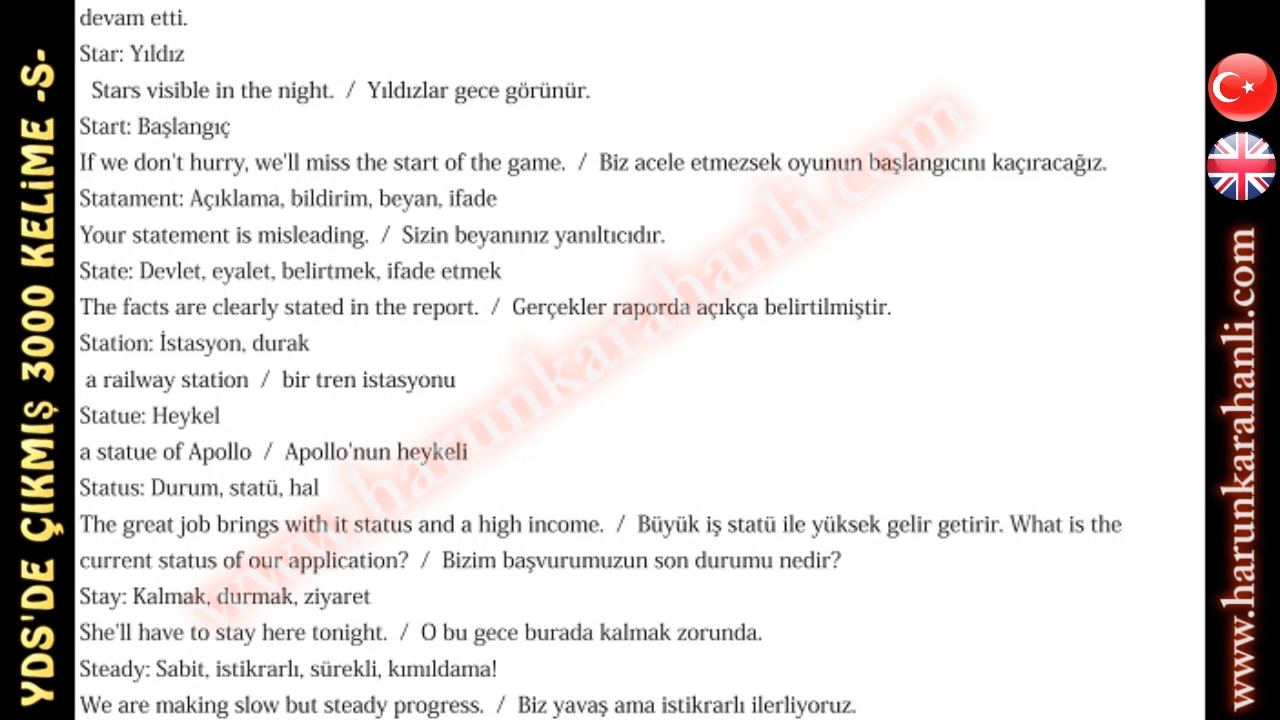 YDS'DE ÇIKMIŞ 3000 KELİME -S-
devam etti.
Star: Yıldız
Stars visible in the night. / Yıldızlar gece görünür.
Start: Başlangıç
If we don't hurry, we'll miss the start of the game. / Biz acele etmezsek oyunun başlangıcını kaçıracağız.
Statament: Açıklama, bildirim, beyan, ifade
Your statement is misleading. / Sizin beyanınız yanıltıcıdır.
State: Devlet, eyalet, belirtmek, ifade etmek
The facts are clearly stated in the report. / Gerçekler raporda açıkça belirtilmiştir.
Station: İstasyon, durak
a railway station / bir tren istasyonu
Statue: Heykel
a statue of Apollo / Apollo'nun heykeli
Status: Durum, statü, hal
The great job brings with it status and a high income. / Büyük iş statü ile yüksek gelir getirir. What is the
current status of our application? / Bizim başvurumuzun son durumu nedir?
Stay: Kalmak, durmak, ziyaret
She'll have to stay here tonight. / O bu gece burada kalmak zorunda.
Steady: Sabit, istikrarlı, sürekli, kımıldama!
We are making slow but steady progress. / Biz yavaş ama istikrarlı ilerliyoruz.
www.harunkarahanli.com
www.harunkarahanli.com